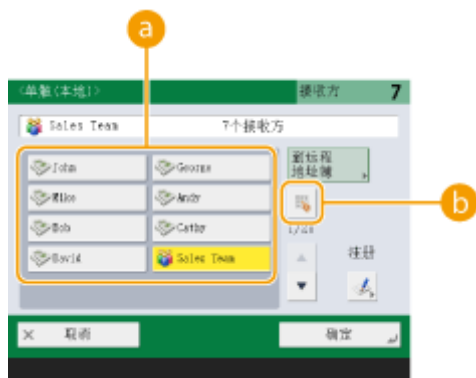 a
<单触(本地)> 接收方 7
Sales Team 7个接收方
John George 到远程
地址簿
Mike Andy
b
Bob Cathy 1/20
David Sales Team 注册
× 取消 确定